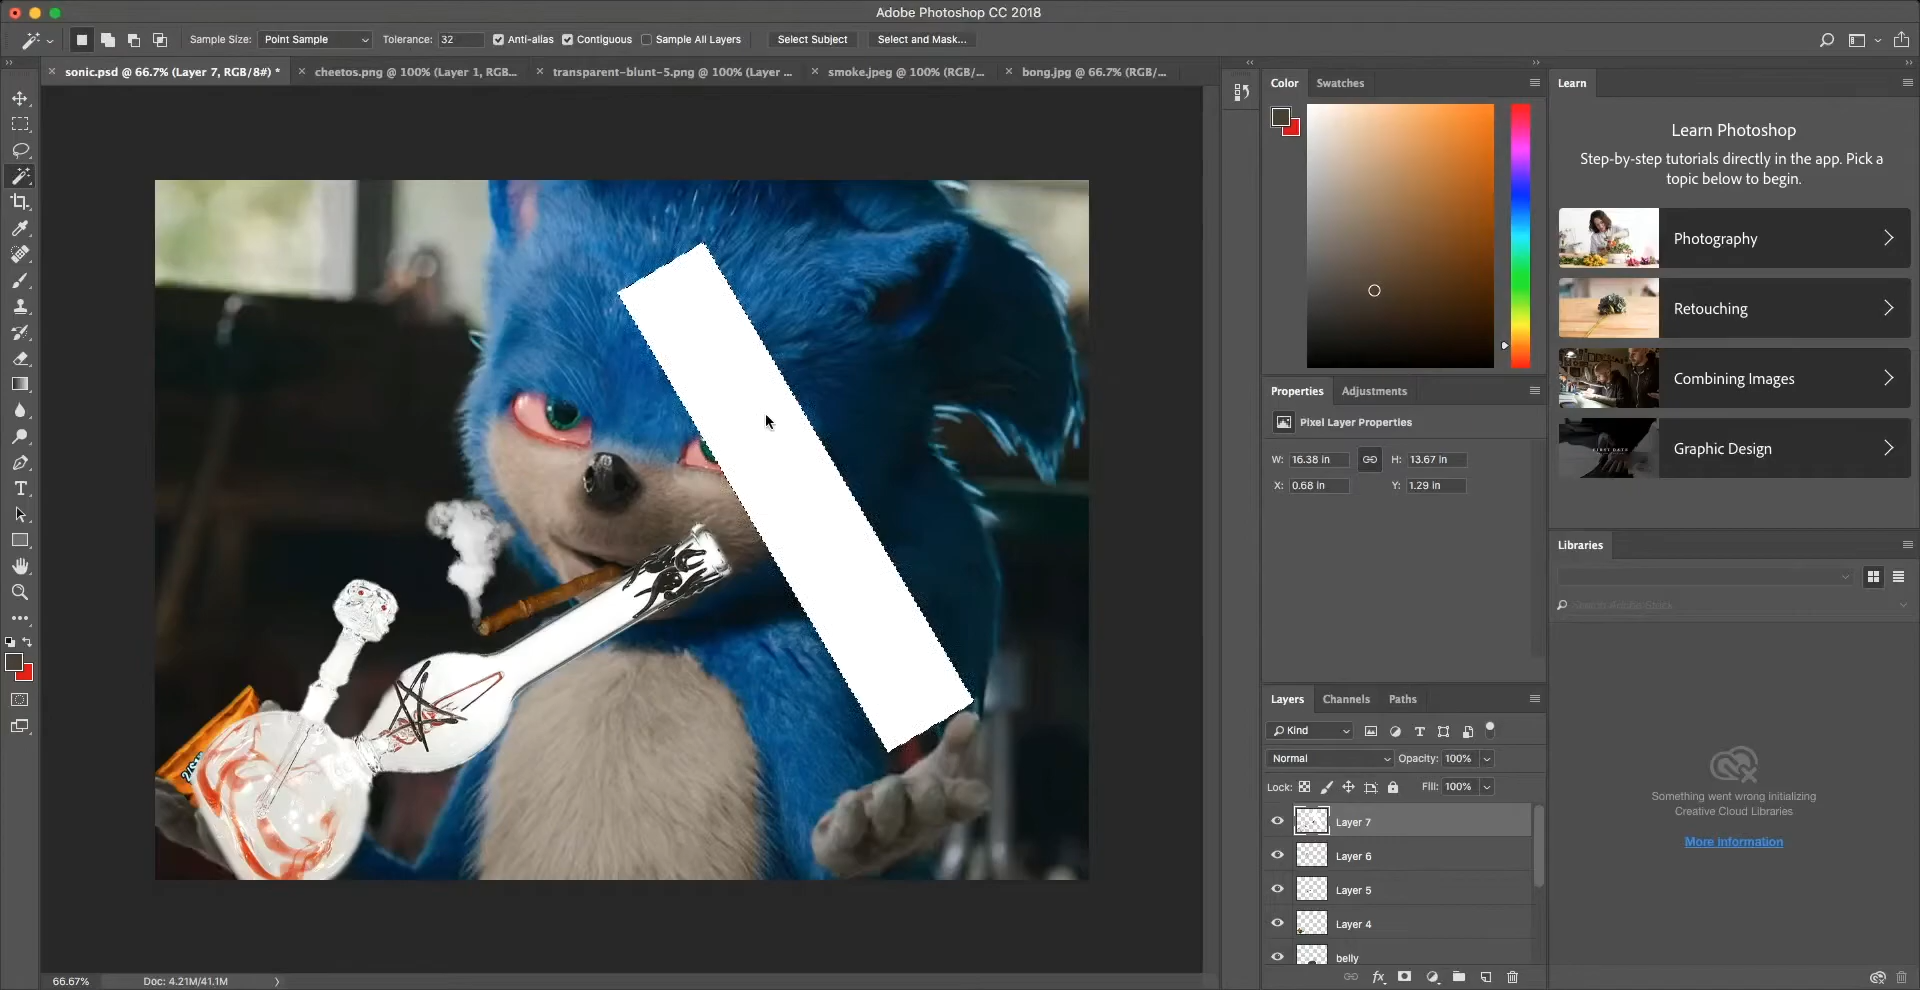 Adobe Photoshop CC 2018
Sample Size: Point Sample Tolerance: 32 Anti-alias Contiguous Sample All Layers Select Subject Select and Mask...
sonic.psd @ 66.7% (Layer 7, RGB/8#) * cheetos.png @ 100% (Layer 1, RGB... transparent-blunt-5.png @ 100% (Layer ... smoke.jpeg @ 100% (RGB/... bong.jpg @ 66.7% (RGB/...
Color Swatches
Learn
Learn Photoshop
Step-by-step tutorials directly in the app. Pick a
topic below to begin.
Photography
Retouching
Combining Images
Graphic Design
Properties Adjustments
Pixel Layer Properties
W: 16.38 in H: 13.67 in
X: 0.68 in Y: 1.29 in
Libraries
Search Adobe Stock
Something went wrong initializing
Creative Cloud Libraries
More Information
Layers Channels Paths
Kind
Normal Opacity: 100%
Lock: Fill: 100%
Layer 7
Layer 6
Layer 5
Layer 4
belly
66.67% Doc: 4.21M/41.1M